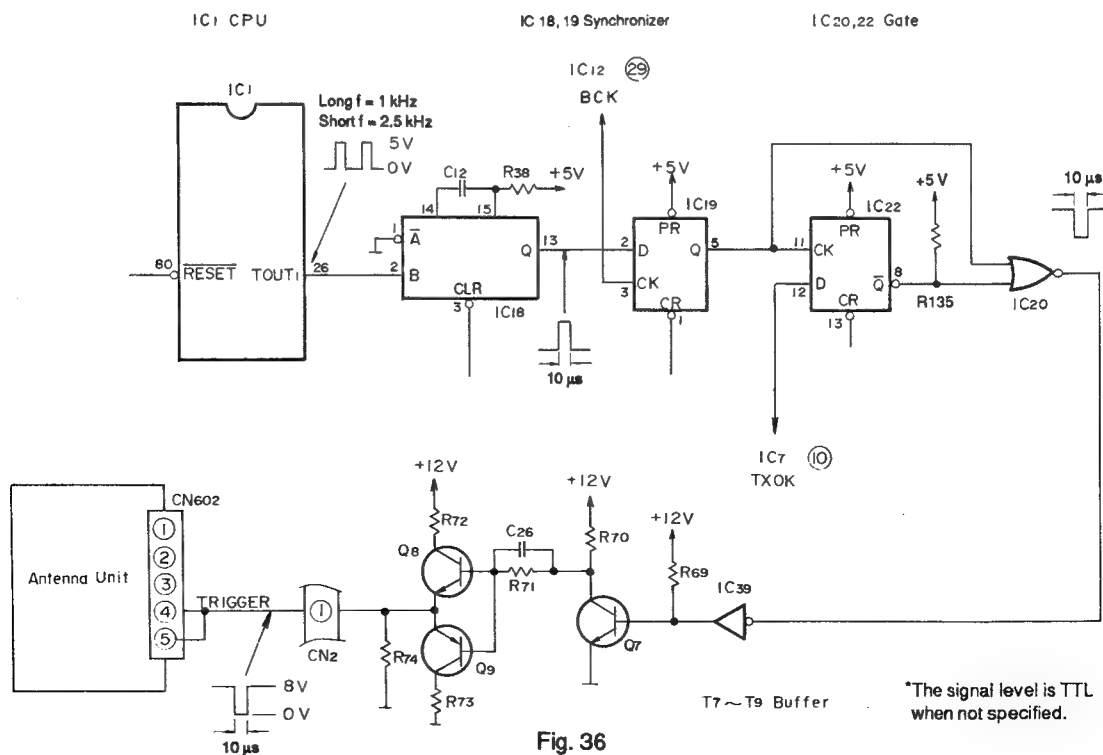 IC1 CPU
IC 18, 19 Synchronizer
IC20,22 Gate
IC1
Long f = 1 kHz
Short f = 2.5 kHz
5V
0V
80
RESET
TOUT1
26
C12
R38
+5V
14
15
1
A
2
B
Q
13
CLR
3
IC18
10 µs
IC12 29
BCK
+5V
PR
IC19
2
D
Q
5
3
CK
CR
1
+5V
PR
IC22
11
CK
12
D
Q
8
CR
13
+5V
R135
IC20
10 µs
IC7 10
TXOK
Antenna Unit
CN602
1
2
3
4
5
TRIGGER
8V
0V
10 µs
1
CN2
R74
+12V
R72
Q8
Q9
R73
C26
R71
+12V
R70
Q7
+12V
R69
IC39
T7~T9 Buffer
*The signal level is TTL
when not specified.
Fig. 36